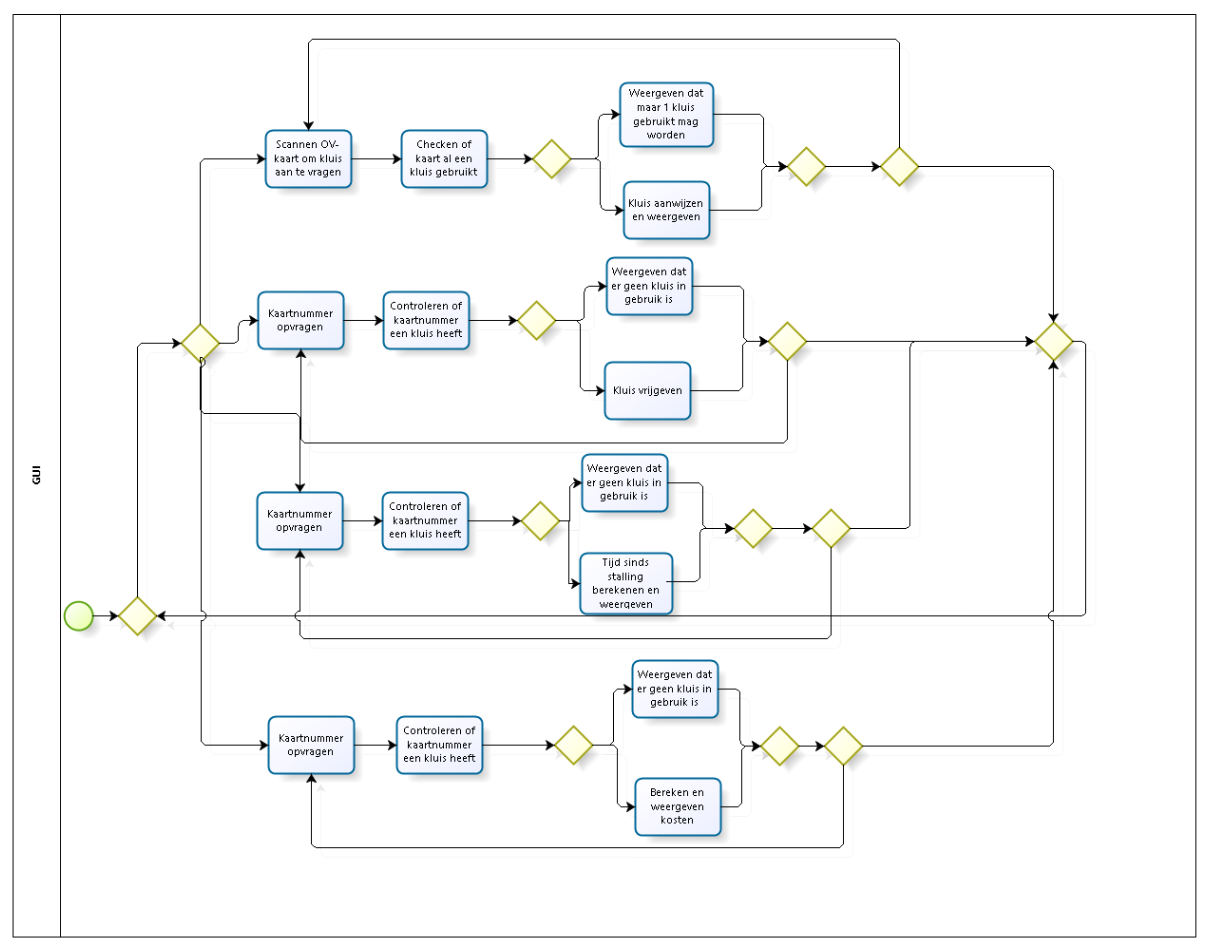 GUI
Scannen OV-
kaart om kluis
aan te vragen
Checken of
kaart al een
kluis gebruikt
Weergeven dat
maar 1 kluis
gebruikt mag
worden
Kluis aanwijzen
en weergeven
Kaartnummer
opvragen
Controleren of
kaartnummer
een kluis heeft
Weergeven dat
er geen kluis in
gebruik is
Kluis vrijgeven
Kaartnummer
opvragen
Controleren of
kaartnummer
een kluis heeft
Weergeven dat
er geen kluis in
gebruik is
Tijd sinds
stalling
berekenen en
weergeven
Kaartnummer
opvragen
Controleren of
kaartnummer
een kluis heeft
Weergeven dat
er geen kluis in
gebruik is
Bereken en
weergeven
kosten